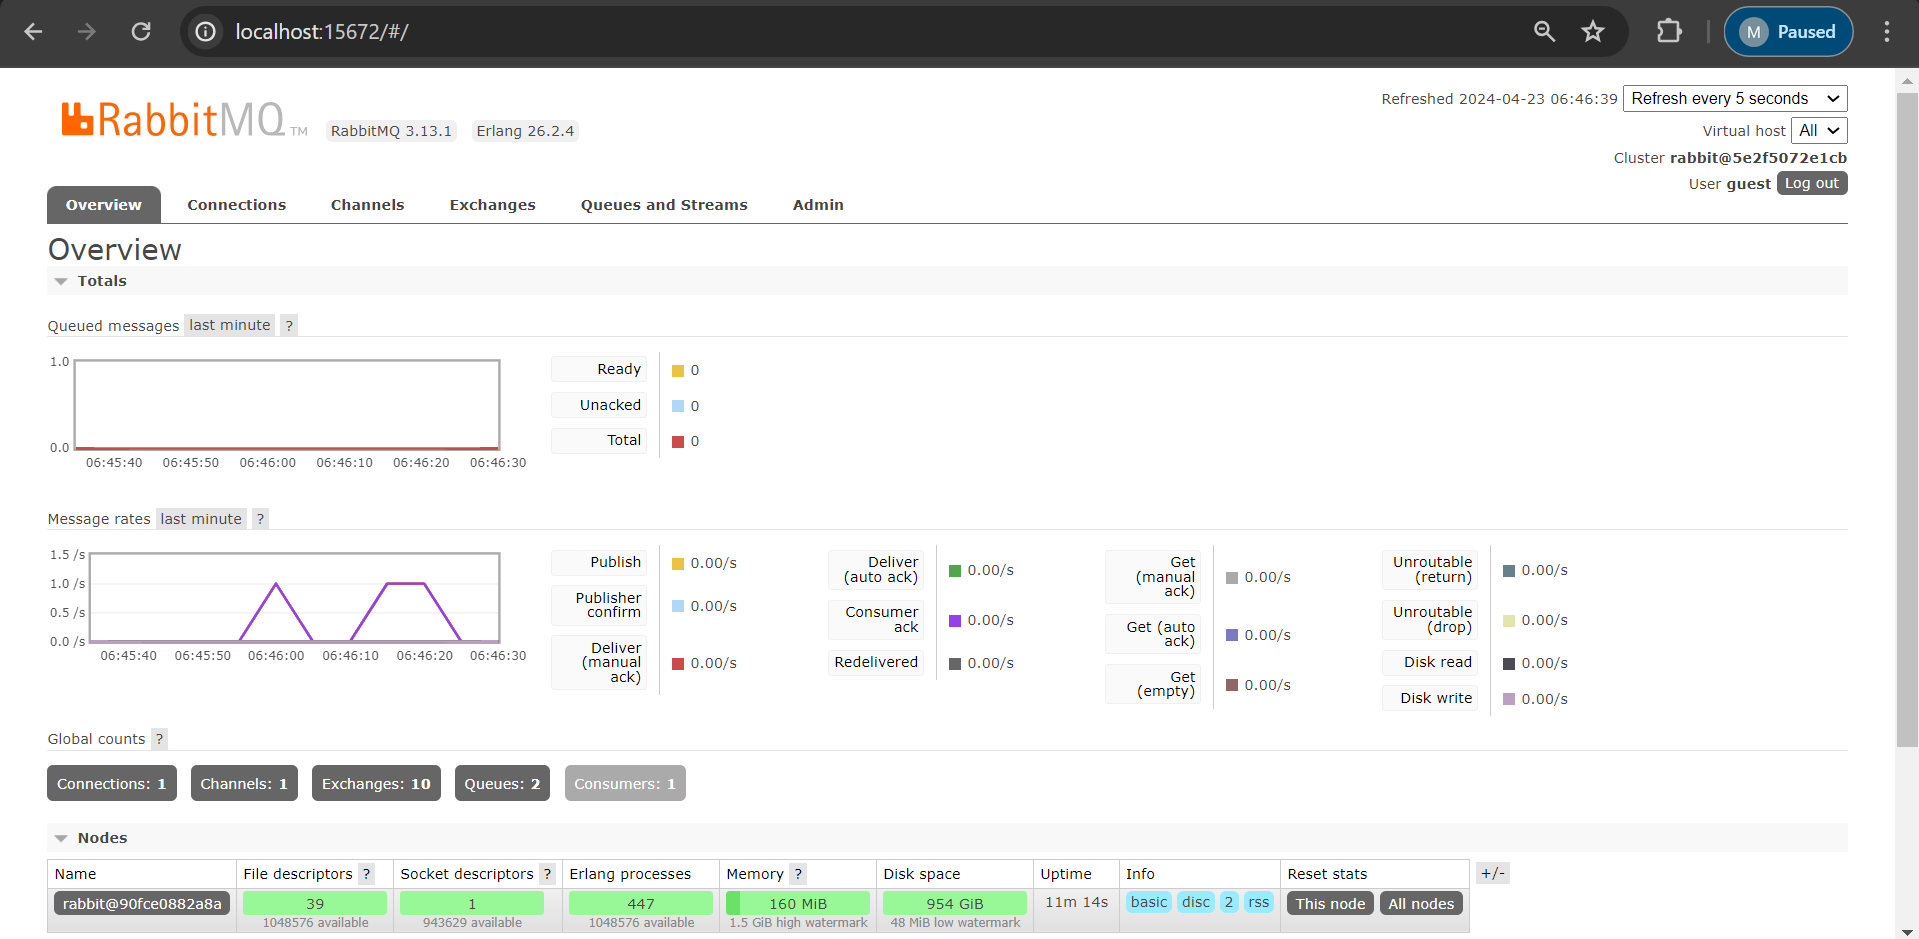 localhost:15672/#/
M Paused
RabbitMQ TM RabbitMQ 3.13.1 Erlang 26.2.4
Refreshed 2024-04-23 06:46:39 Refresh every 5 seconds
Virtual host All
Cluster rabbit@5e2f5072e1cb
User guest Log out
Overview Connections Channels Exchanges Queues and Streams Admin
Overview
Totals
Queued messages last minute ?
1.0
0.0
06:45:40 06:45:50 06:46:00 06:46:10 06:46:20 06:46:30
Ready 0
Unacked 0
Total 0
Message rates last minute ?
1.5 /s
1.0 /s
0.5 /s
0.0 /s
06:45:40 06:45:50 06:46:00 06:46:10 06:46:20 06:46:30
Publish 0.00/s
Publisher
confirm 0.00/s
Deliver
(manual
ack) 0.00/s
Deliver
(auto ack) 0.00/s
Consumer
ack 0.00/s
Redelivered 0.00/s
Get
(manual
ack) 0.00/s
Get (auto
ack) 0.00/s
Get
(empty) 0.00/s
Unroutable
(return) 0.00/s
Unroutable
(drop) 0.00/s
Disk read 0.00/s
Disk write 0.00/s
Global counts ?
Connections: 1 Channels: 1 Exchanges: 10 Queues: 2 Consumers: 1
Nodes
Name File descriptors ? Socket descriptors ? Erlang processes Memory ? Disk space Uptime Info Reset stats +/-
rabbit@90fce0882a8a 39 1 447 160 MiB 954 GiB 11m 14s basic disc 2 rss This node All nodes
1048576 available 943629 available 1048576 available 1.5 GiB high watermark 48 MiB low watermark